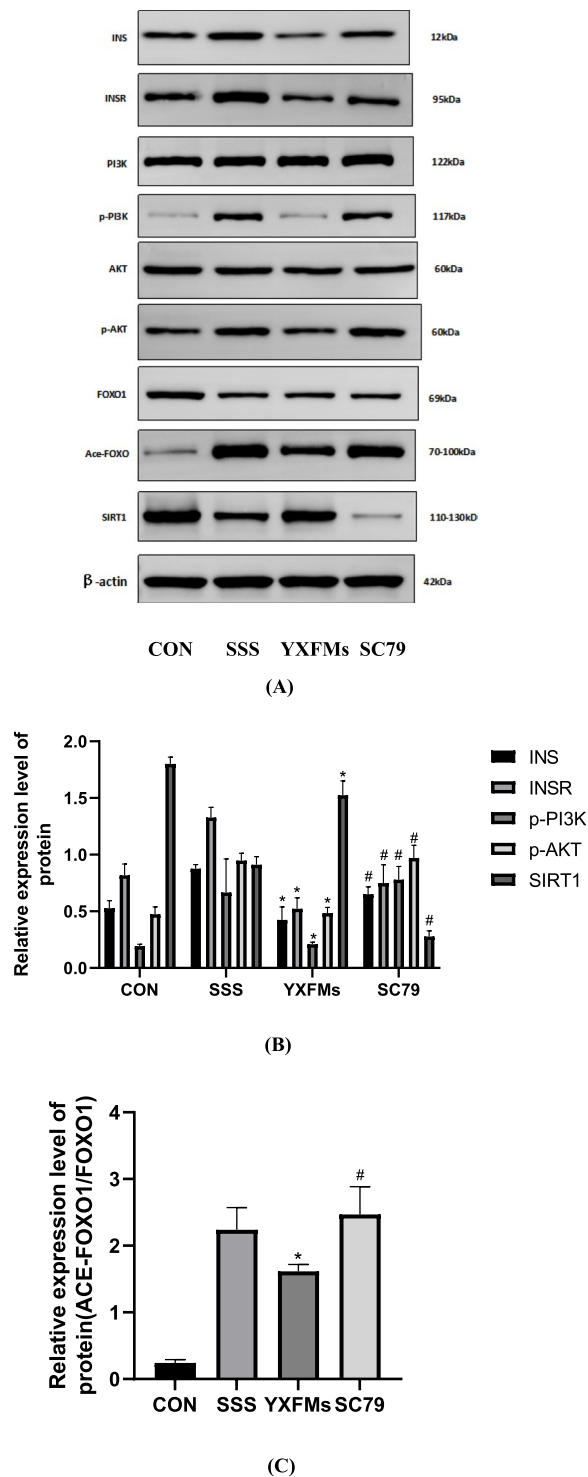 INS 12kDa
INSR 95kDa
PI3K 122kDa
p-PI3K 117kDa
AKT 60kDa
p-AKT 60kDa
FOXO1 69kDa
Ace-FOXO 70-100kDa
SIRT1 110-130kD
β-actin 42kDa
CON SSS YXFMs SC79
(A)
Relative expression level of
protein
2.0
1.5
1.0
0.5
0.0
* * * * *
# # # # #
CON SSS YXFMs SC79
INS
INSR
p-PI3K
p-AKT
SIRT1
(B)
Relative expression level of
protein(ACE-FOXO1/FOXO1)
4
3
2
1
0
*
#
CON SSS YXFMs SC79
(C)